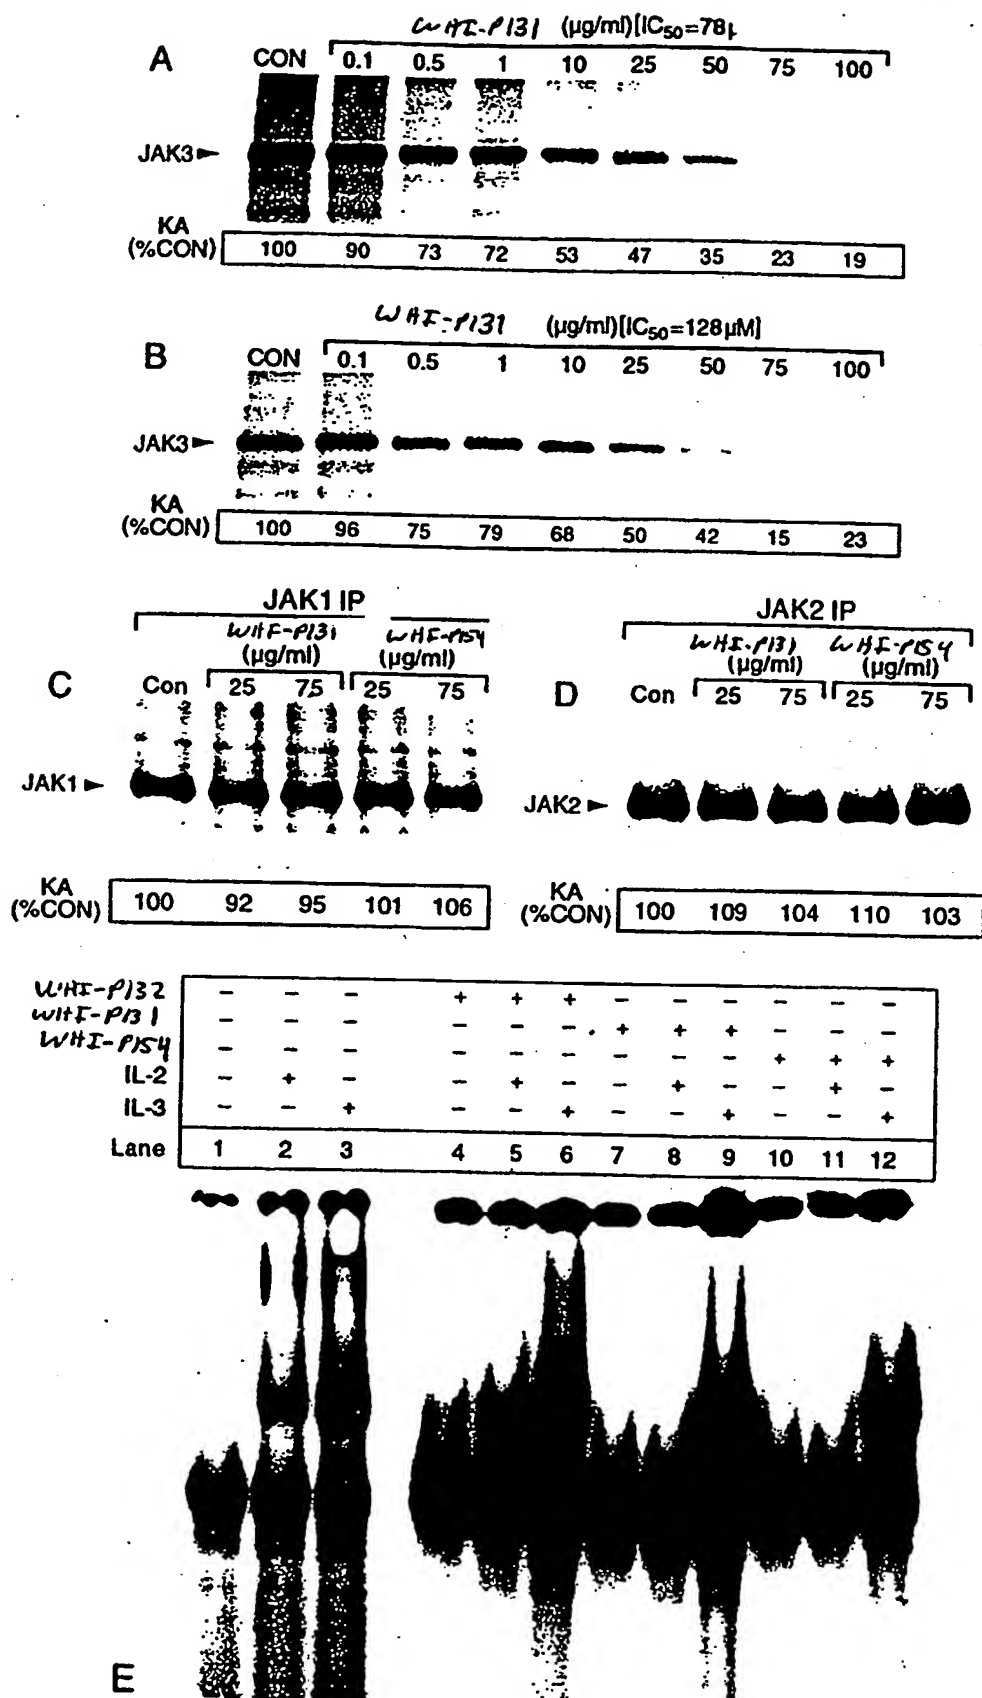 WHI-P131 (µg/ml)[IC50=78µ
A CON 0.1 0.5 1 10 25 50 75 100
JAK3
KA
(%CON) 100 90 73 72 53 47 35 23 19
WHI-P131 (µg/ml)[IC50=128µM]
B CON 0.1 0.5 1 10 25 50 75 100
JAK3
KA
(%CON) 100 96 75 79 68 50 42 15 23
JAK1 IP
WHI-P131 WHI-P154
(µg/ml) (µg/ml)
C Con 25 75 25 75
JAK1
KA
(%CON) 100 92 95 101 106
JAK2 IP
WHI-P131 WHI-P154
(µg/ml) (µg/ml)
D Con 25 75 25 75
JAK2
KA
(%CON) 100 109 104 110 103
WHI-P132 – – – + + + – – – – – –
WHI-P131 – – – – – – + + + – – –
WHI-P154 – – – – – – – – – + + +
IL-2 – + – – + – – + – – + –
IL-3 – – + – – + – – + – – +
Lane 1 2 3 4 5 6 7 8 9 10 11 12
E